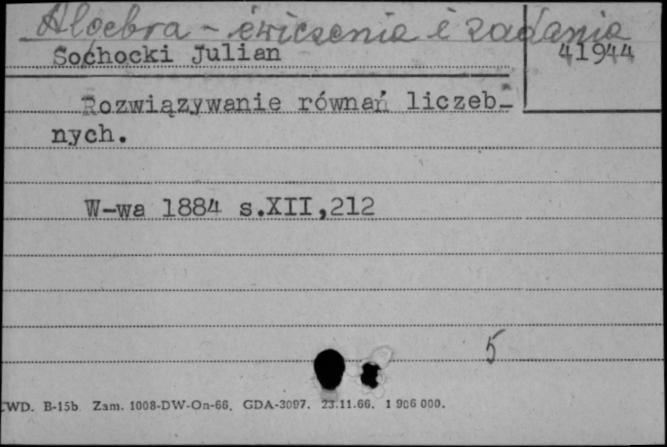 Algebra - ćwiczenia i zadania
Sochocki Julian
41944
Rozwiązywanie równań liczeb-
nych.
W-wa 1884 s.XII,212
5
WD. B-15b. Zam. 1008-DW-On-66. GDA-3097. 23.11.66. 1 906 000.